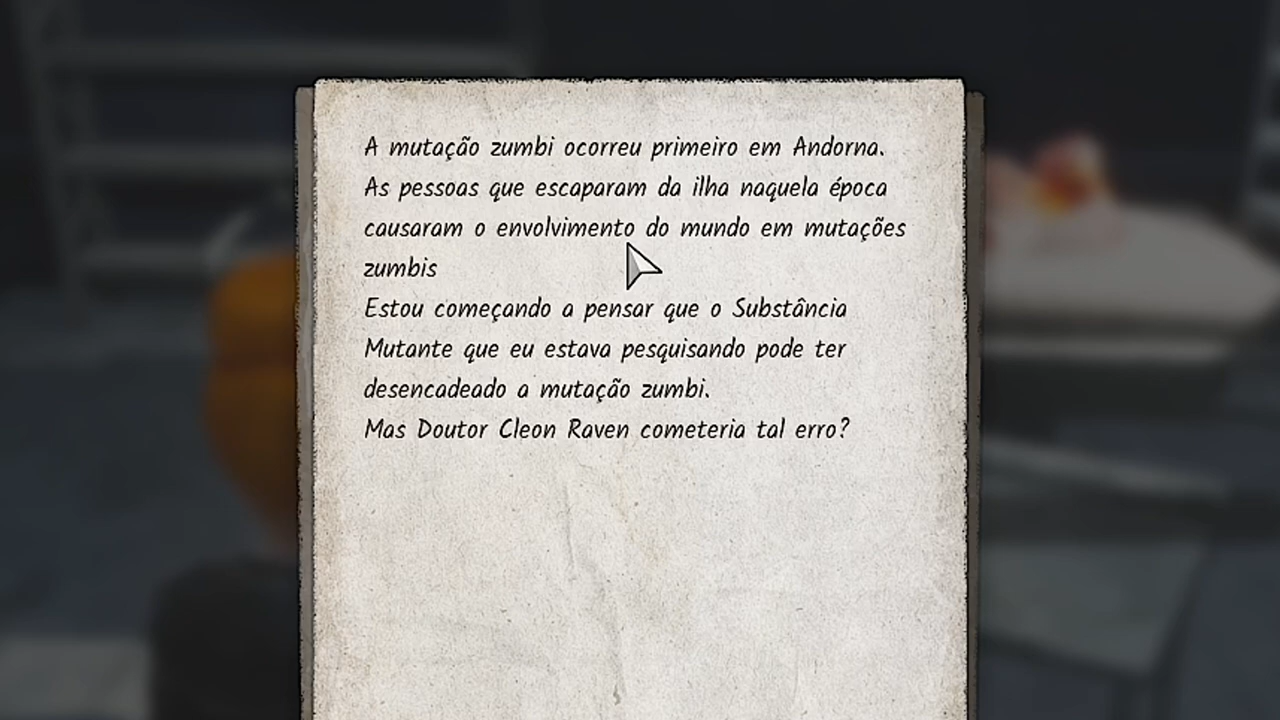 A mutação zumbi ocorreu primeiro em Andorna.
As pessoas que escaparam da ilha naquela época
causaram o envolvimento do mundo em mutações
zumbis
Estou começando a pensar que o Substância
Mutante que eu estava pesquisando pode ter
desencadeado a mutação zumbi.
Mas Doutor Cleon Raven cometeria tal erro?